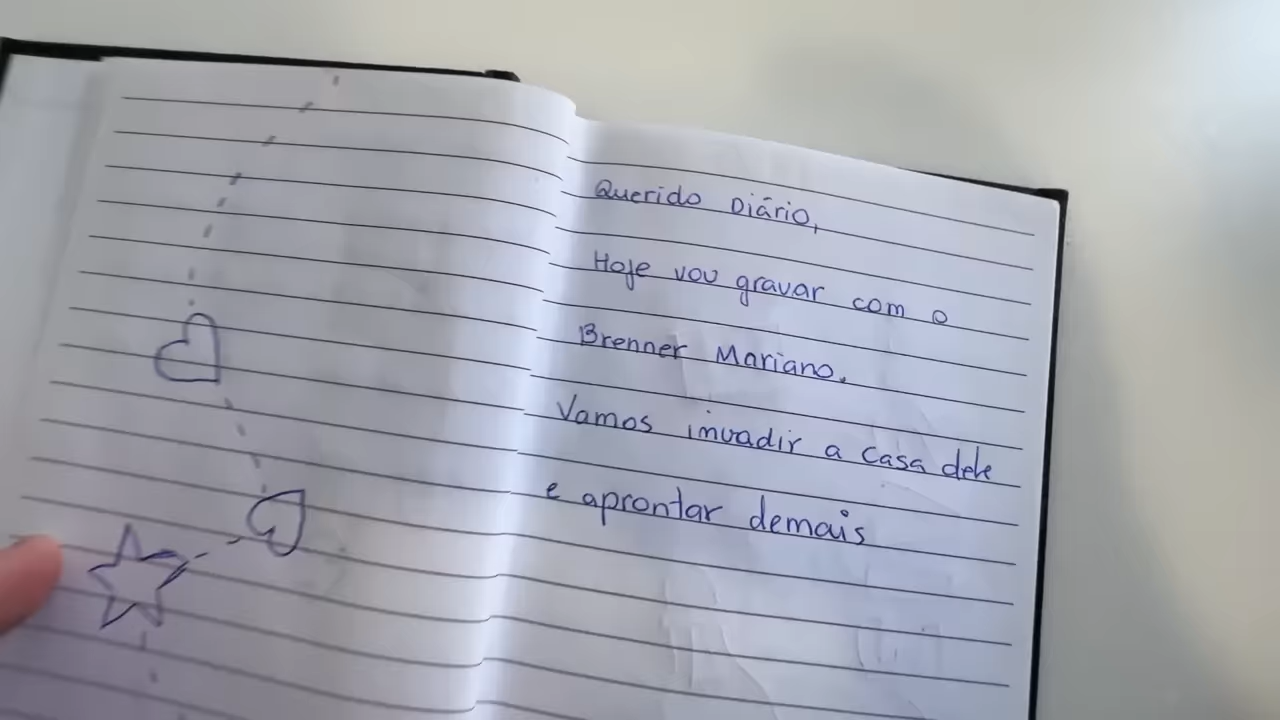 Querido Diário,
Hoje vou gravar com o
Brenner Mariano.
Vamos invadir a casa dele
e aprontar demais